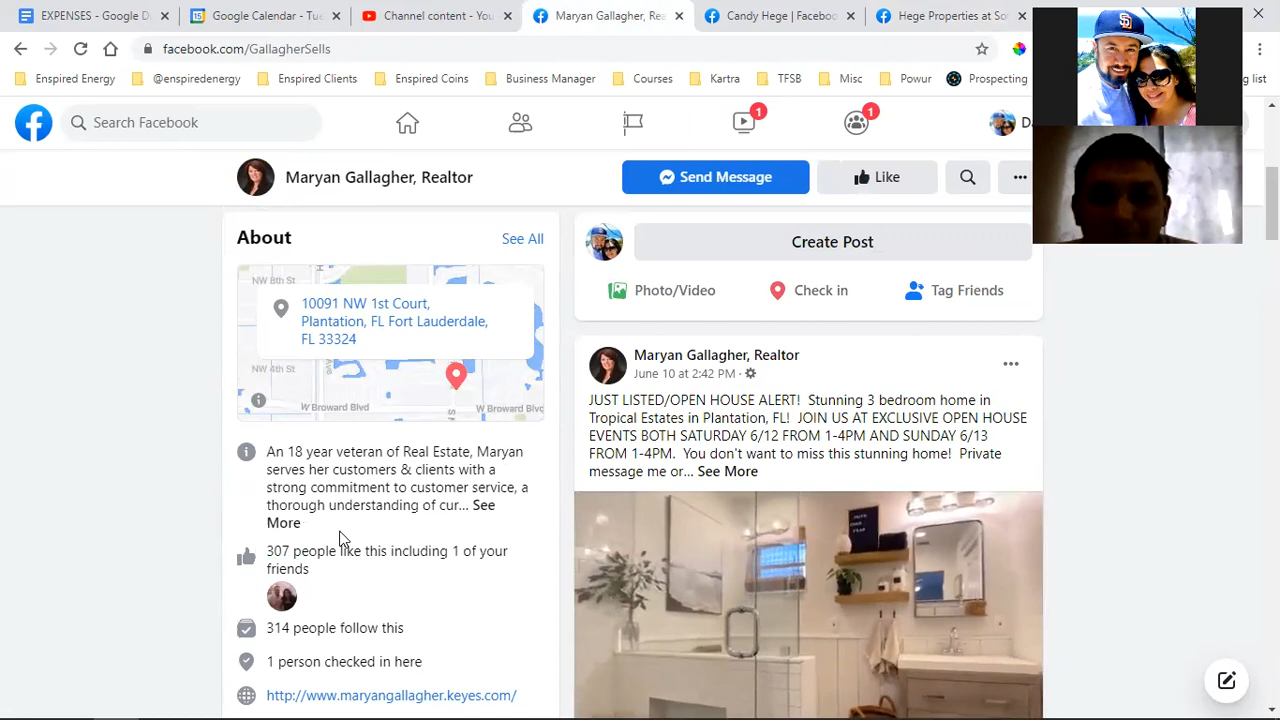 EXPENSES - Google D
Google Calendar - Tue
Channel content - You
Maryan Gallagher, Rea
Candy Hege | Facebook
Hege Properties at So
facebook.com/GallagherSells
Enspired Energy
@enspiredenergy
Enspired Clients
Enspired Coins
Business Manager
Courses
Kartra
TFSB
Misc
Powur
Prospecting
g list
Search Facebook
1
1
Maryan Gallagher, Realtor
Send Message
Like
About
See All
NW 8th St
10091 NW 1st Court,
Plantation, FL Fort Lauderdale,
FL 33324
NW 4th St
W Broward Blvd
W Broward Blvd
An 18 year veteran of Real Estate, Maryan
serves her customers & clients with a
strong commitment to customer service, a
thorough understanding of cur... See
More
307 people like this including 1 of your
friends
314 people follow this
1 person checked in here
http://www.maryangallagher.keyes.com/
Create Post
Photo/Video
Check in
Tag Friends
Maryan Gallagher, Realtor
June 10 at 2:42 PM ·
JUST LISTED/OPEN HOUSE ALERT! Stunning 3 bedroom home in
Tropical Estates in Plantation, FL! JOIN US AT EXCLUSIVE OPEN HOUSE
EVENTS BOTH SATURDAY 6/12 FROM 1-4PM AND SUNDAY 6/13
FROM 1-4PM. You don't want to miss this stunning home! Private
message me or... See More